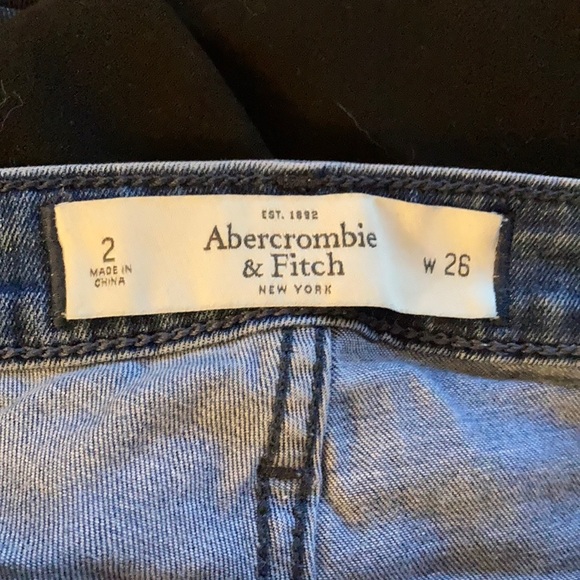 EST. 1892
Abercrombie
& Fitch
NEW YORK
2
MADE IN
CHINA
W 26